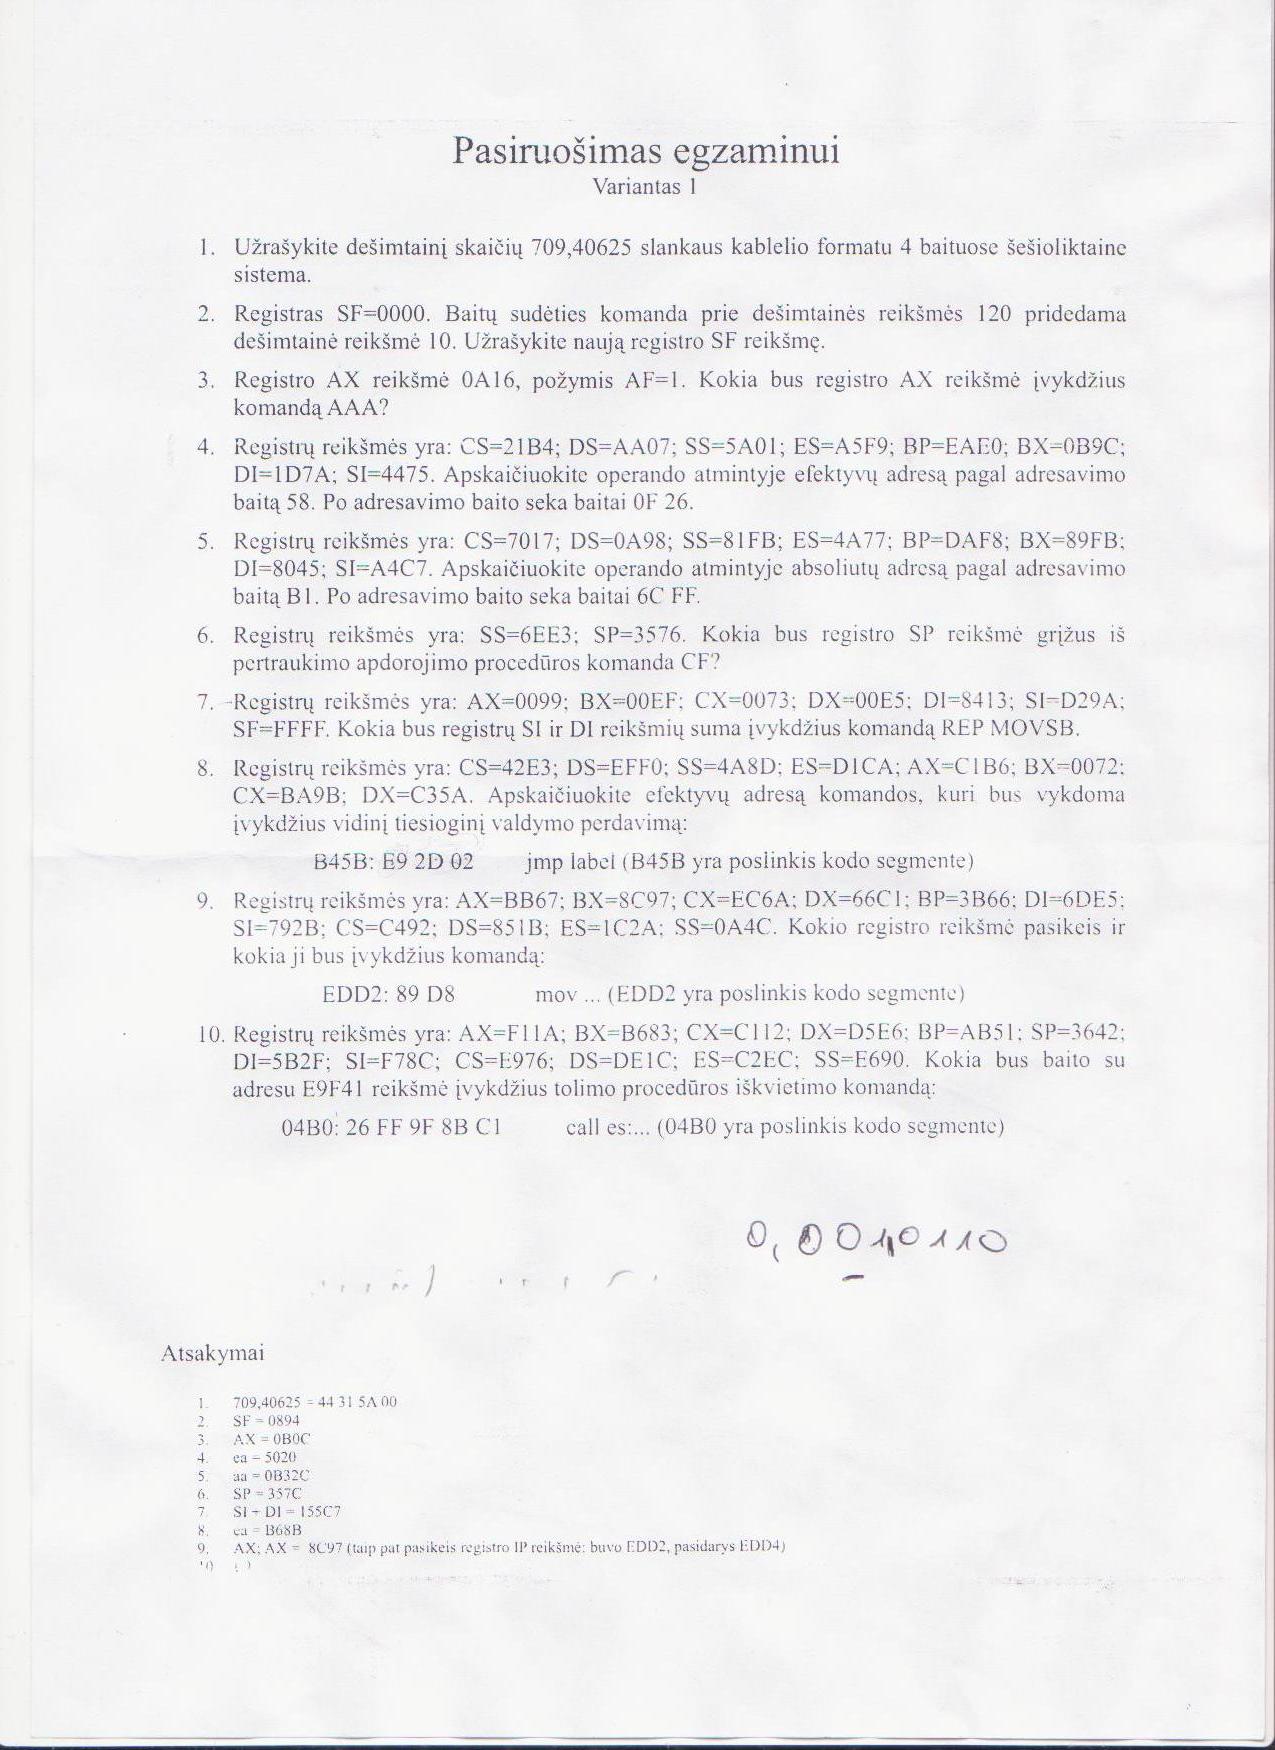 Pasiruošimas egzaminui
Variantas 1
1. Užrašykite dešimtainį skaičių 709,40625 slankaus kablelio formatu 4 baituose šešioliktaine
sistema.
2. Registras SF=0000. Baitų sudėties komanda prie dešimtainės reikšmės 120 pridedama
dešimtainė reikšmė 10. Užrašykite naują registro SF reikšmę.
3. Registro AX reikšmė 0A16, požymis AF=1. Kokia bus registro AX reikšmė įvykdžius
komandą AAA?
4. Registrų reikšmės yra: CS=21B4; DS=AA07; SS=5A01; ES=A5F9; BP=EAE0; BX=0B9C;
DI=1D7A; SI=4475. Apskaičiuokite operando atmintyje efektyvų adresą pagal adresavimo
baitą 58. Po adresavimo baito seka baitai 0F 26.
5. Registrų reikšmės yra: CS=7017; DS=0A98; SS=81FB; ES=4A77; BP=DAF8; BX=89FB;
DI=8045; SI=A4C7. Apskaičiuokite operando atmintyje absoliutų adresą pagal adresavimo
baitą B1. Po adresavimo baito seka baitai 6C FF.
6. Registrų reikšmės yra: SS=6EE3; SP=3576. Kokia bus registro SP reikšmė grįžus iš
pertraukimo apdorojimo procedūros komanda CF?
7. Registrų reikšmės yra: AX=0099; BX=00EF; CX=0073; DX=00E5; DI=8413; SI=D29A;
SF=FFFF. Kokia bus registrų SI ir DI reikšmių suma įvykdžius komandą REP MOVSB.
8. Registrų reikšmės yra: CS=42E3; DS=EFF0; SS=4A8D; ES=D1CA; AX=C1B6; BX=0072;
CX=BA9B; DX=C35A. Apskaičiuokite efektyvų adresą komandos, kuri bus vykdoma
įvykdžius vidinį tiesioginį valdymo perdavimą:
B45B: E9 2D 02 jmp label (B45B yra poslinkis kodo segmente)
9. Registrų reikšmės yra: AX=BB67; BX=8C97; CX=EC6A; DX=66C1; BP=3B66; DI=6DE5;
SI=792B; CS=C492; DS=851B; ES=1C2A; SS=0A4C. Kokio registro reikšmė pasikeis ir
kokia ji bus įvykdžius komandą:
EDD2: 89 D8 mov ... (EDD2 yra poslinkis kodo segmente)
10. Registrų reikšmės yra: AX=F11A; BX=B683; CX=C112; DX=D5E6; BP=AB51; SP=3642;
DI=5B2F; SI=F78C; CS=E976; DS=DE1C; ES=C2EC; SS=E690. Kokia bus baito su
adresu E9F41 reikšmė įvykdžius tolimo procedūros iškvietimo komandą:
04B0: 26 FF 9F 8B C1 call es:... (04B0 yra poslinkis kodo segmente)
Atsakymai
1. 709,40625 = 44 31 5A 00
2. SF = 0894
3. AX = 0B0C
4. ea = 5020
5. aa = 0B32C
6. SP = 357C
7. SI + DI = 155C7
8. ea = B68B
9. AX; AX = 8C97 (taip pat pasikeis registro IP reikšmė: buvo EDD2, pasidarys EDD4)